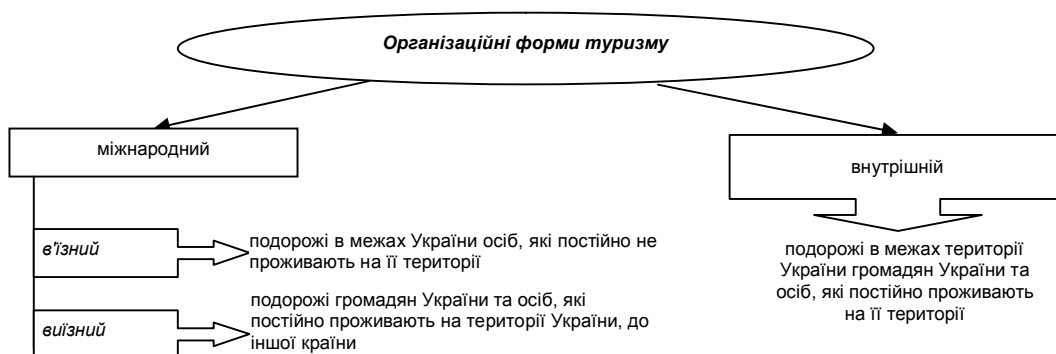 Організаційні форми туризму
міжнародний
внутрішній
в'їзний
подорожі в межах України осіб, які постійно не
проживають на її території
виїзний
подорожі громадян України та осіб, які
постійно проживають на території України, до
іншої країни
подорожі в межах території
України громадян України та
осіб, які постійно проживають
на її території